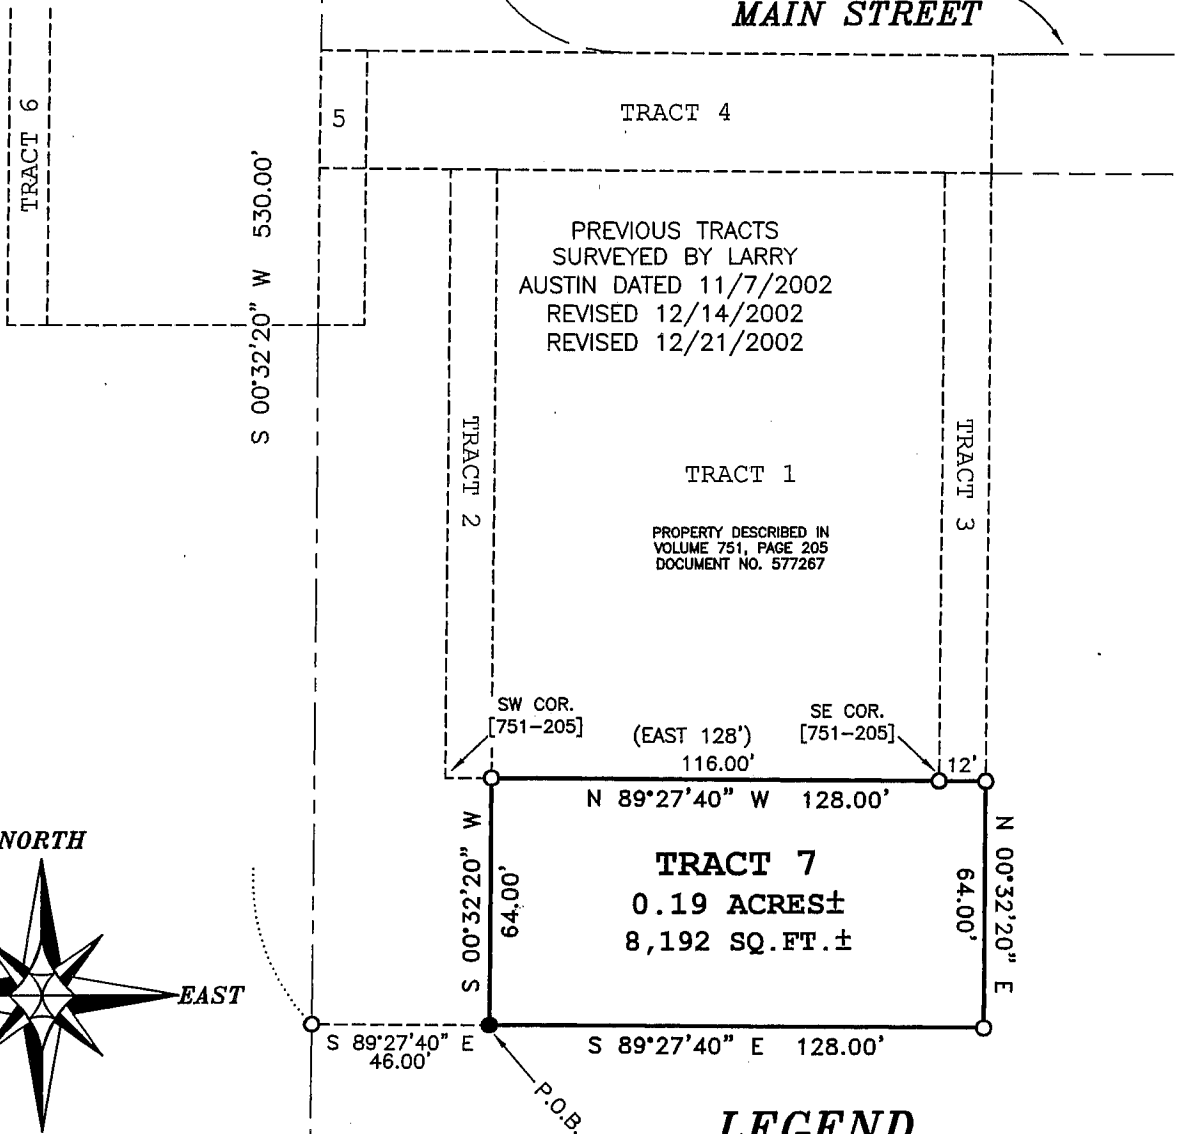 MAIN STREET
TRACT 6
5
TRACT 4
S 00°32'20" W 530.00'
PREVIOUS TRACTS
SURVEYED BY LARRY
AUSTIN DATED 11/7/2002
REVISED 12/14/2002
REVISED 12/21/2002
TRACT 2
TRACT 3
TRACT 1
PROPERTY DESCRIBED IN
VOLUME 751, PAGE 205
DOCUMENT NO. 577267
SW COR.
[751-205]
(EAST 128')
116.00'
SE COR.
[751-205]
12'
N 89°27'40" W 128.00'
S 00°32'20" W
64.00'
TRACT 7
0.19 ACRES±
8,192 SQ.FT.±
64.00'
N 00°32'20" E
NORTH
EAST
S 89°27'40" E
46.00'
S 89°27'40" E 128.00'
P.O.B.
LEGEND